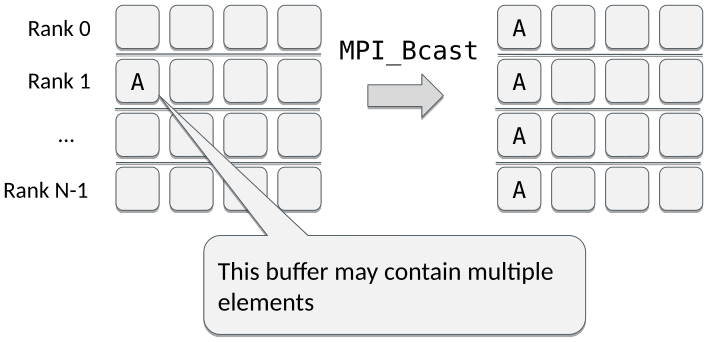 Rank 0
A
MPI_Bcast
Rank 1
A
A
...
A
Rank N-1
A
This buffer may contain multiple
elements